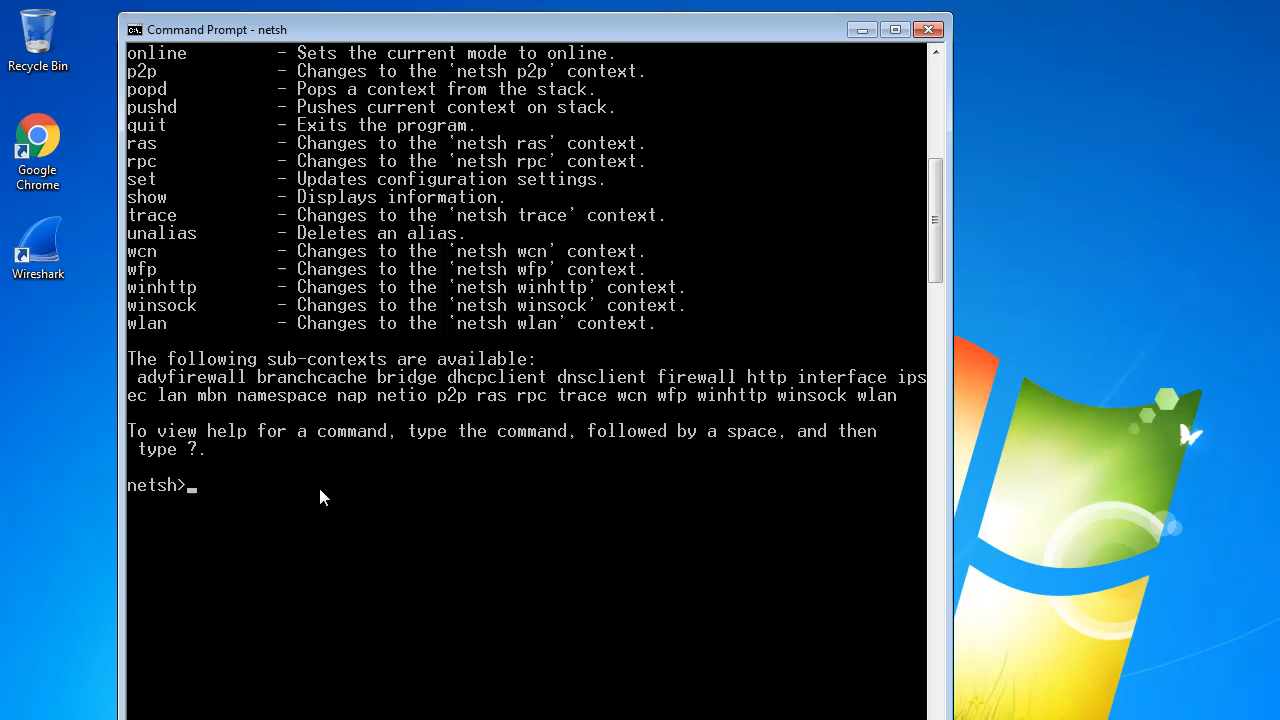 Recycle Bin
Google
Chrome
Wireshark
Command Prompt - netsh
online - Sets the current mode to online.
p2p - Changes to the `netsh p2p' context.
popd - Pops a context from the stack.
pushd - Pushes current context on stack.
quit - Exits the program.
ras - Changes to the `netsh ras' context.
rpc - Changes to the `netsh rpc' context.
set - Updates configuration settings.
show - Displays information.
trace - Changes to the `netsh trace' context.
unalias - Deletes an alias.
wcn - Changes to the `netsh wcn' context.
wfp - Changes to the `netsh wfp' context.
winhttp - Changes to the `netsh winhttp' context.
winsock - Changes to the `netsh winsock' context.
wlan - Changes to the `netsh wlan' context.
The following sub-contexts are available:
advfirewall branchcache bridge dhcpclient dnsclient firewall http interface ips
ec lan mbn namespace nap netio p2p ras rpc trace wcn wfp winhttp winsock wlan
To view help for a command, type the command, followed by a space, and then
type ?.
netsh>_